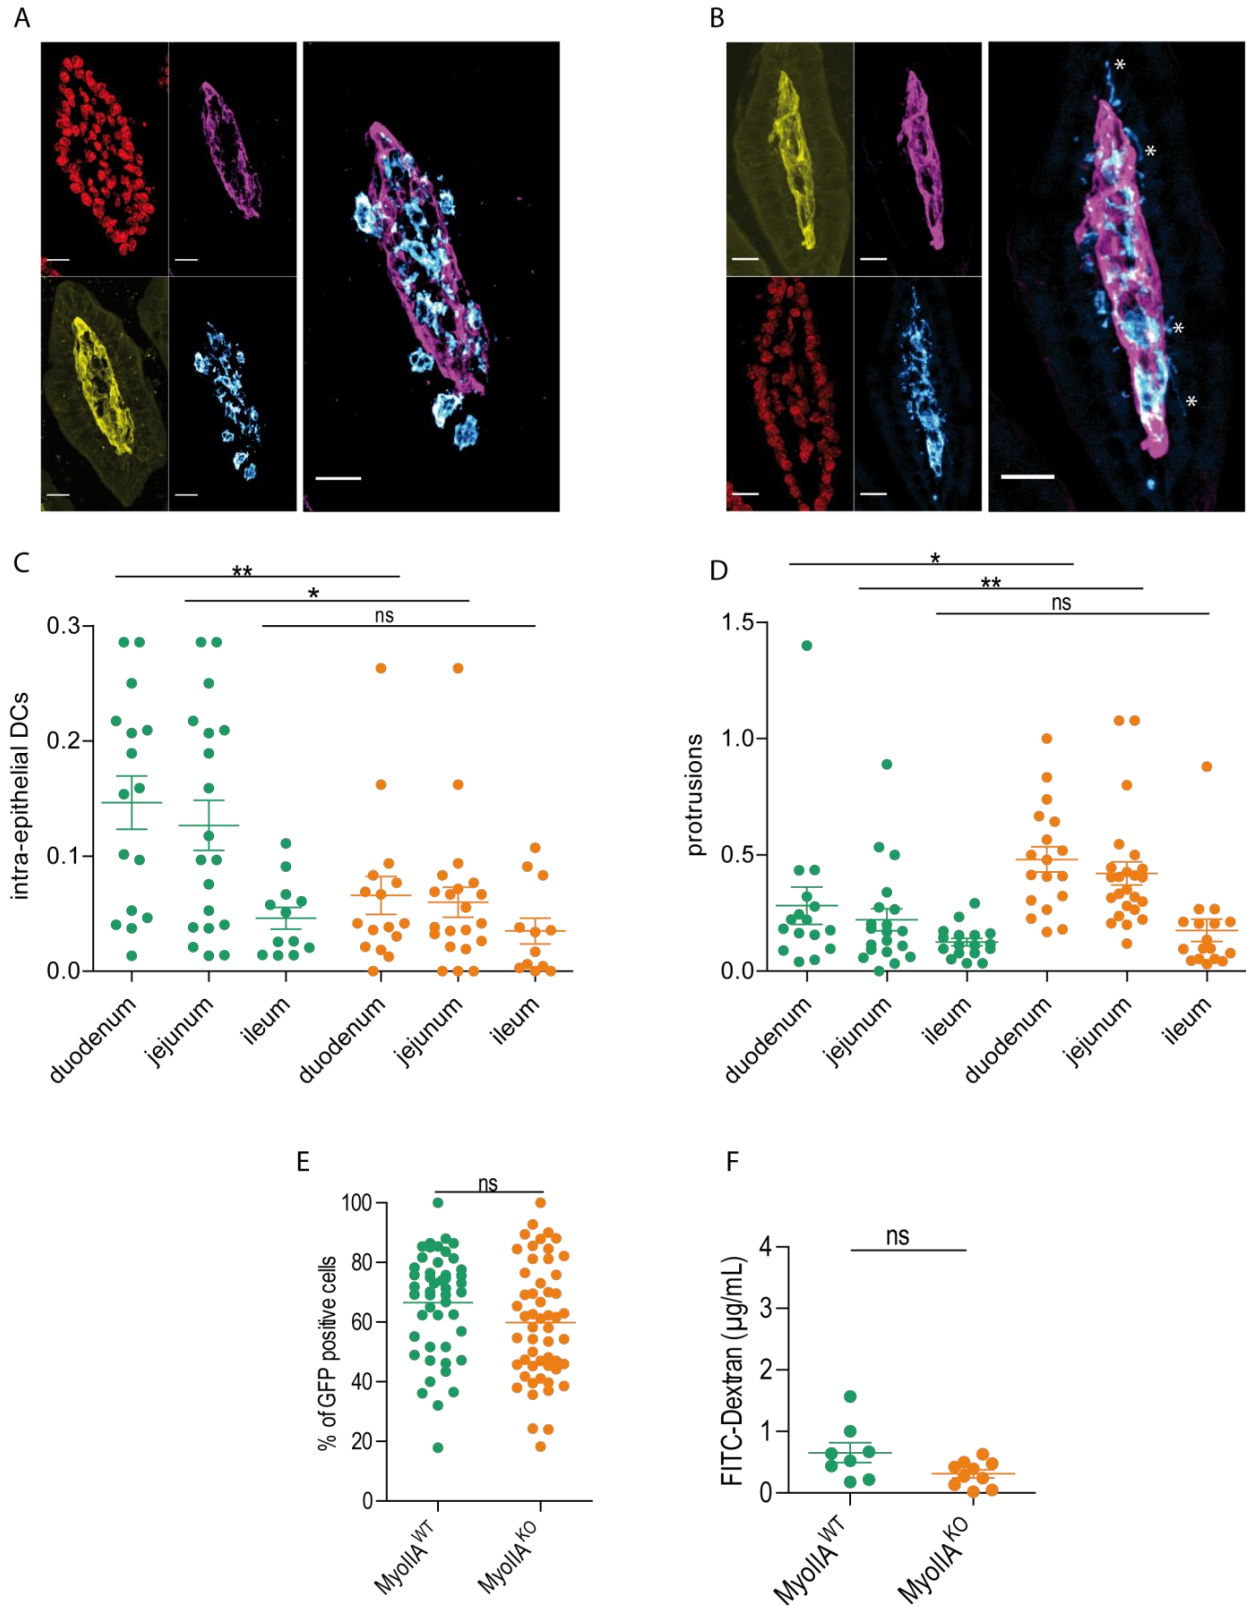 A
B
*
*
*
*
C
**
*
ns
0.3
0.2
0.1
0.0
intra-epithelial DCs
duodenum
jejunum
ileum
duodenum
jejunum
ileum
D
*
**
ns
1.5
1.0
0.5
0.0
protrusions
duodenum
jejunum
ileum
duodenum
jejunum
ileum
E
ns
100
80
60
40
20
0
% of GFP positive cells
MyoIIA^WT
MyoIIA^KO
F
ns
4
3
2
1
0
FITC-Dextran (µg/mL)
MyoIIA^WT
MyoIIA^KO